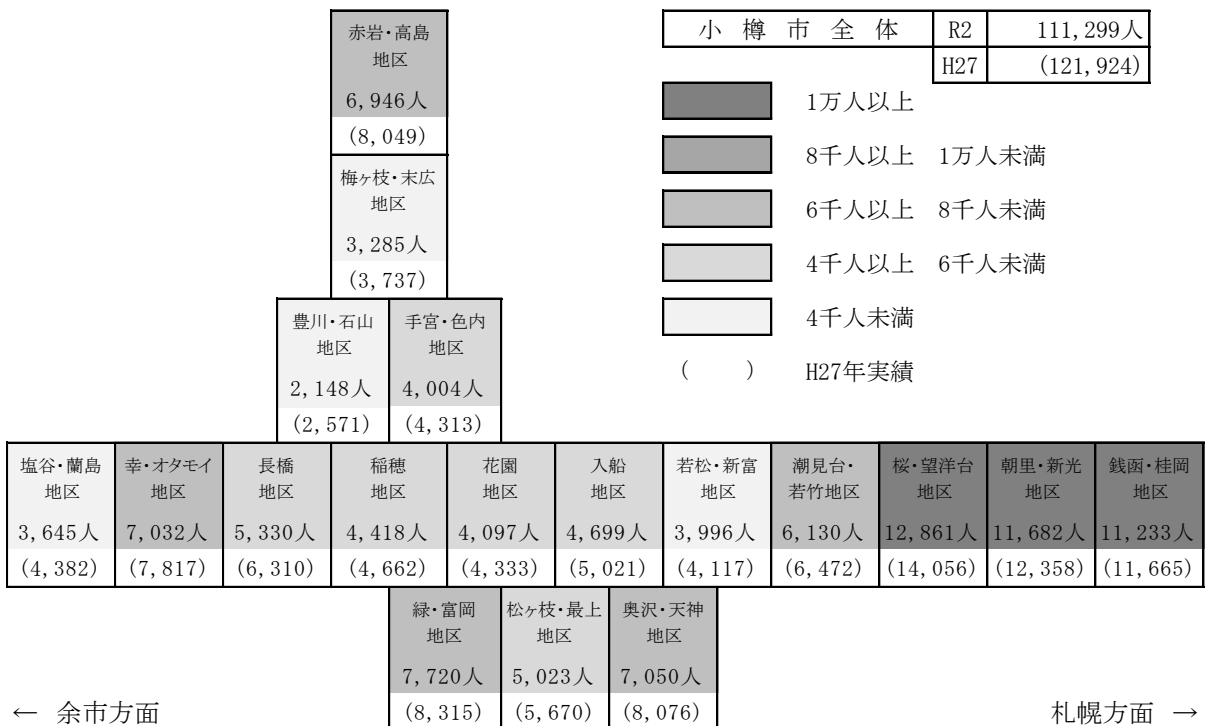 小樽市全体 R2 111,299人
H27 (121,924)
1万人以上
8千人以上 1万人未満
6千人以上 8千人未満
4千人以上 6千人未満
4千人未満
( ) H27年実績
赤岩・高島
地区
6,946人
(8,049)
梅ヶ枝・末広
地区
3,285人
(3,737)
豊川・石山
地区
2,148人
(2,571)
手宮・色内
地区
4,004人
(4,313)
塩谷・蘭島
地区
3,645人
(4,382)
幸・オタモイ
地区
7,032人
(7,817)
長橋
地区
5,330人
(6,310)
稲穂
地区
4,418人
(4,662)
花園
地区
4,097人
(4,333)
入船
地区
4,699人
(5,021)
若松・新富
地区
3,996人
(4,117)
潮見台・
若竹地区
6,130人
(6,472)
桜・望洋台
地区
12,861人
(14,056)
朝里・新光
地区
11,682人
(12,358)
銭函・桂岡
地区
11,233人
(11,665)
緑・富岡
地区
7,720人
(8,315)
松ヶ枝・最上
地区
5,023人
(5,670)
奥沢・天神
地区
7,050人
(8,076)
← 余市方面
札幌方面 →